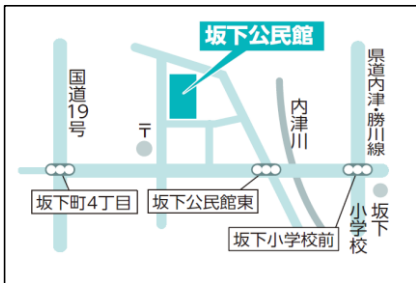 坂下公民館
国道19号
〒
内津川
県道内津・勝川線
坂下町4丁目
坂下公民館東
坂下小学校前
坂下
小学校